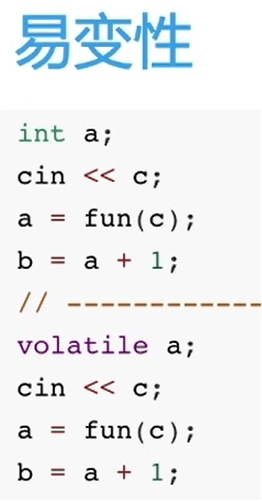 易变性
int a;
cin << c;
a = fun(c);
b = a + 1;
// ------------
volatile a;
cin << c;
a = fun(c);
b = a + 1;